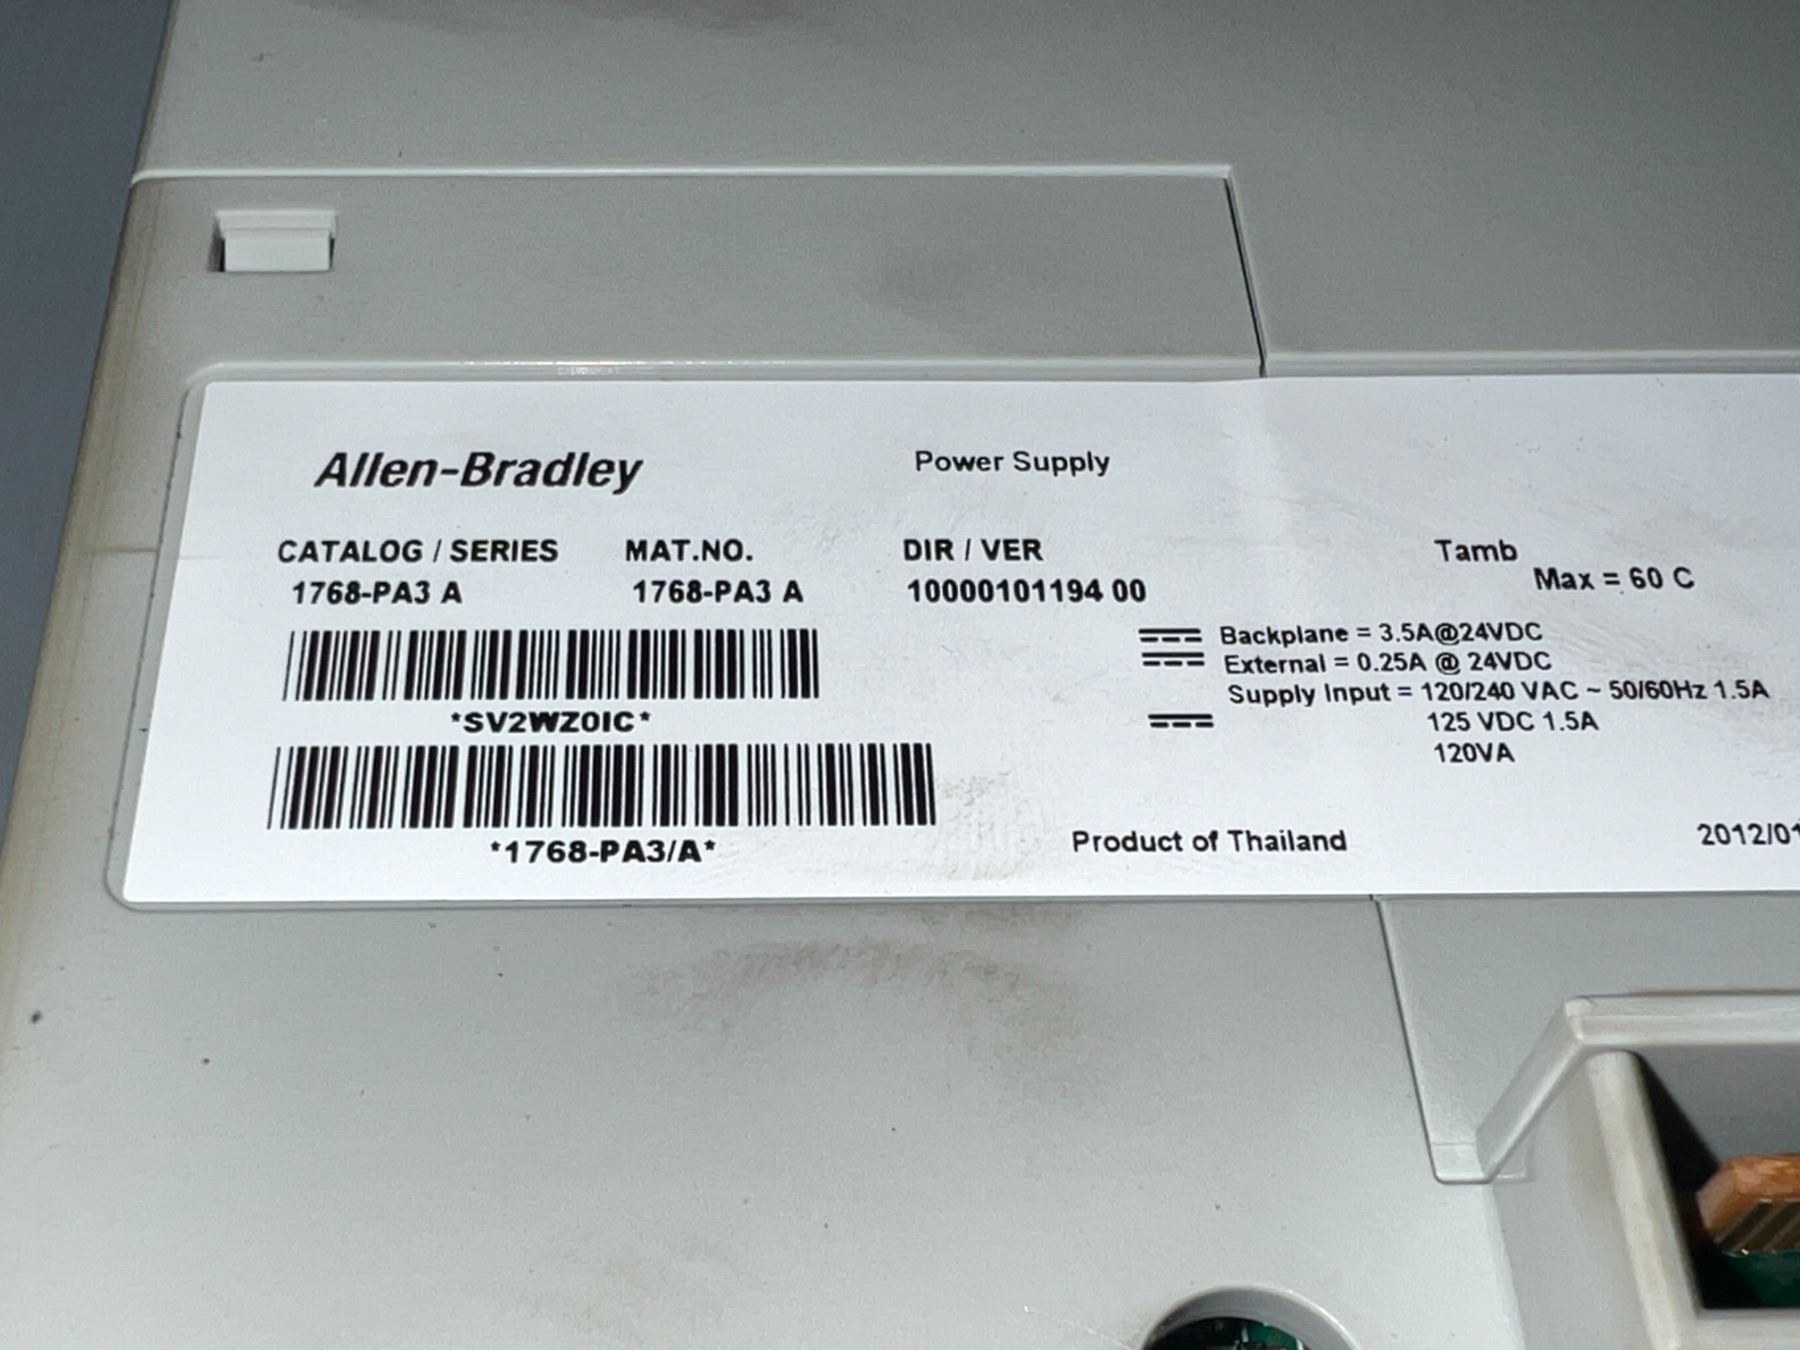 Allen-Bradley
Power Supply
CATALOG / SERIES MAT.NO. DIR / VER
1768-PA3 A 1768-PA3 A 10000101194 00
Tamb
Max = 60 C
Backplane = 3.5A@24VDC
External = 0.25A @ 24VDC
Supply Input = 120/240 VAC ~ 50/60Hz 1.5A
125 VDC 1.5A
120VA
*SV2WZ0IC*
*1768-PA3/A*
Product of Thailand
2012/01